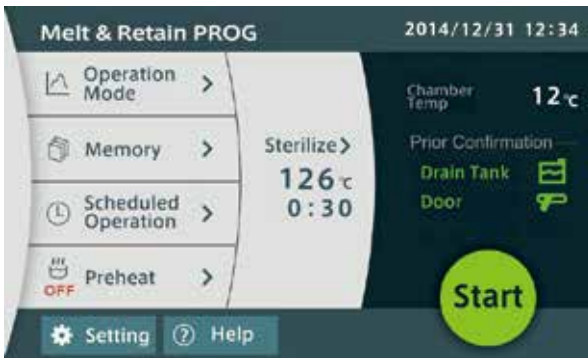 Melt & Retain PROG
2014/12/31 12:34
Operation
Mode
Memory
Scheduled
Operation
OFF
Preheat
Sterilize
126℃
0:30
Chamber
Temp
12℃
Prior Confirmation
Drain Tank
Door
Start
Setting
Help